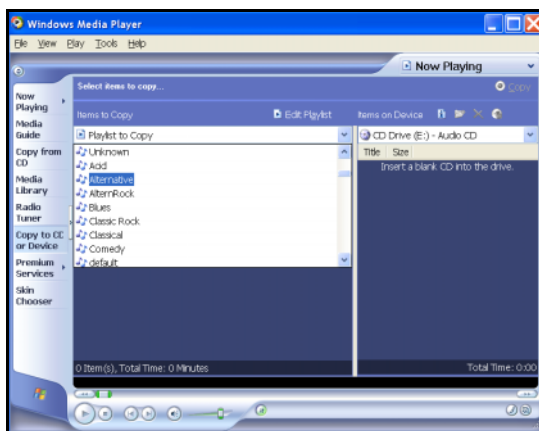 Windows Media Player
File View Play Tools Help
Now Playing
Select items to copy...
Copy
Now
Playing
Media
Guide
Copy from
CD
Media
Library
Radio
Tuner
Copy to CD
or Device
Premium
Services
Skin
Chooser
Items to Copy
Edit Playlist
Items on Device
Playlist to Copy
CD Drive (E:) - Audio CD
Unknown
Acid
Alternative
AlternRock
Blues
Classic Rock
Classical
Comedy
default
Title Size
Insert a blank CD into the drive.
0 Item(s), Total Time: 0 Minutes
Total Time: 0:00